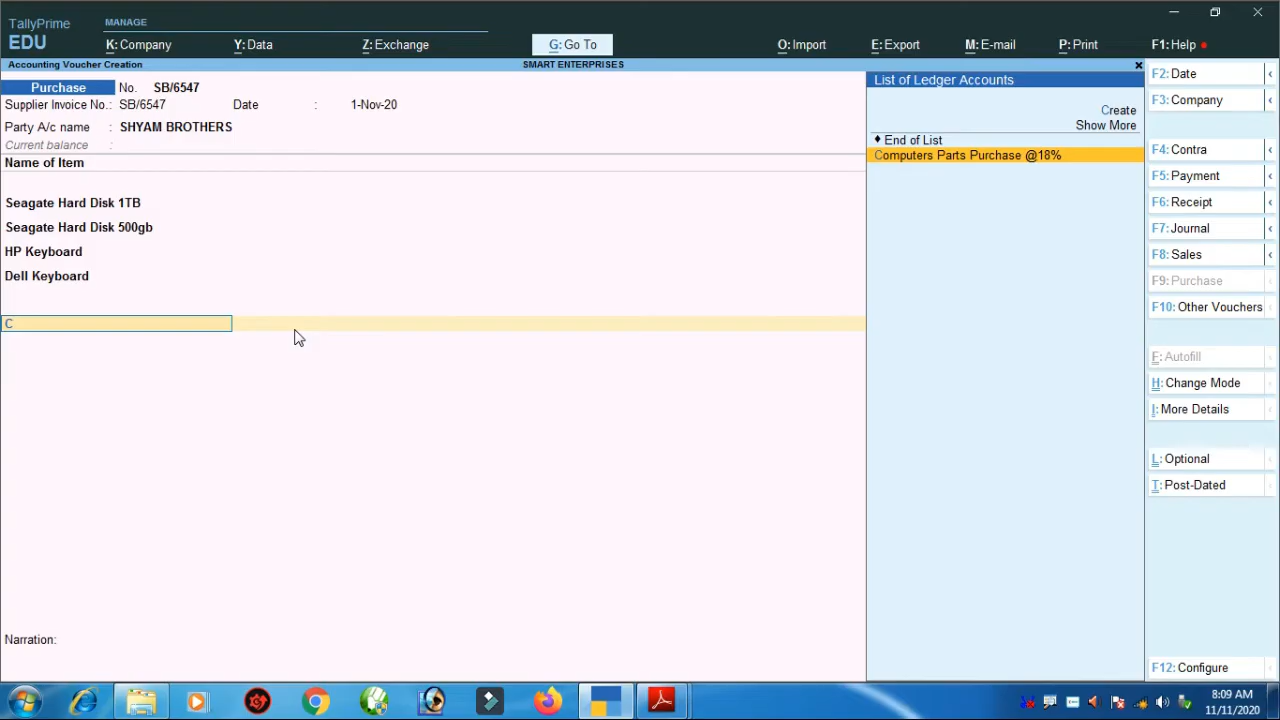 TallyPrime
EDU
MANAGE
K: Company
Y: Data
Z: Exchange
G: Go To
O: Import
E: Export
M: E-mail
P: Print
F1: Help
Accounting Voucher Creation
SMART ENTERPRISES
Purchase No. SB/6547
Supplier Invoice No.: SB/6547 Date : 1-Nov-20
Party A/c name : SHYAM BROTHERS
Current balance :
Name of Item
Seagate Hard Disk 1TB
Seagate Hard Disk 500gb
HP Keyboard
Dell Keyboard
C
Narration:
List of Ledger Accounts
Create
Show More
♦ End of List
Computers Parts Purchase @18%
F2: Date
F3: Company
F4: Contra
F5: Payment
F6: Receipt
F7: Journal
F8: Sales
F9: Purchase
F10: Other Vouchers
F: Autofill
H: Change Mode
I: More Details
L: Optional
T: Post-Dated
F12: Configure
8:09 AM
11/11/2020